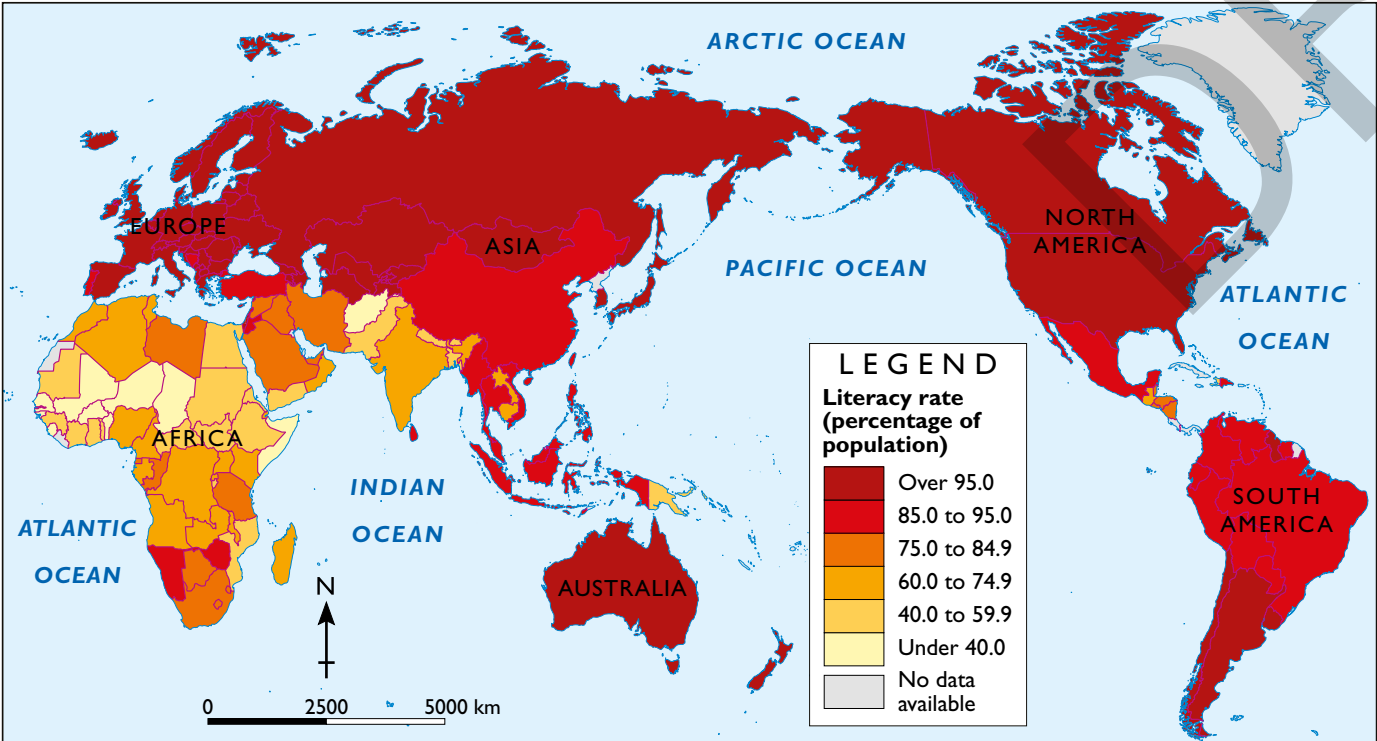 ARCTIC OCEAN
EUROPE
ASIA
NORTH
AMERICA
PACIFIC OCEAN
ATLANTIC
OCEAN
AFRICA
INDIAN
OCEAN
ATLANTIC
OCEAN
AUSTRALIA
SOUTH
AMERICA
N
0 2500 5000 km
LEGEND
Literacy rate
(percentage of
population)
Over 95.0
85.0 to 95.0
75.0 to 84.9
60.0 to 74.9
40.0 to 59.9
Under 40.0
No data
available